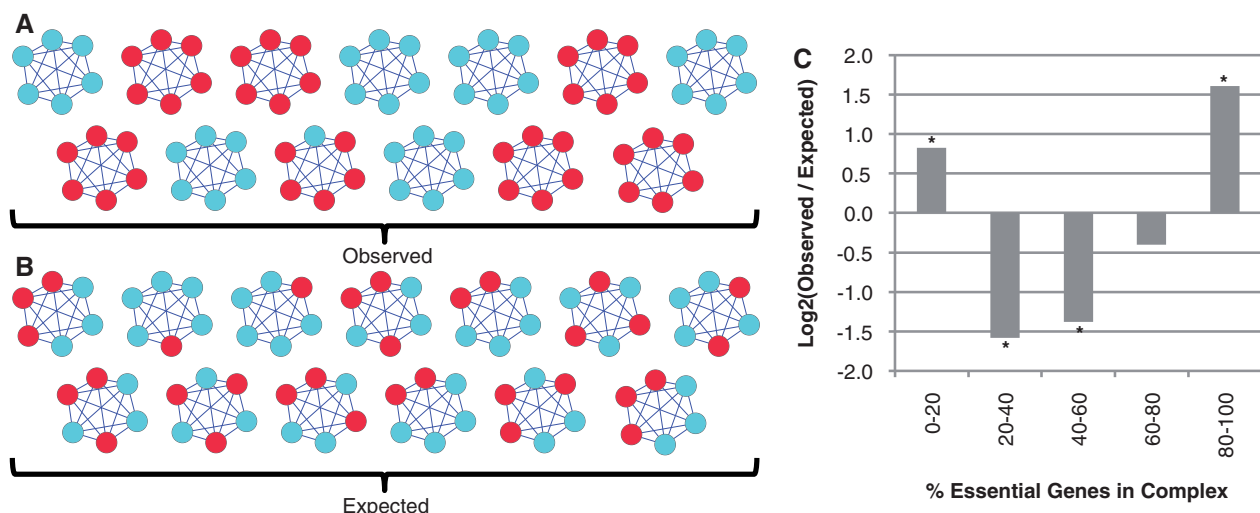 A
Observed
B
Expected
C
Log2(Observed / Expected)
2.0
1.5
1.0
0.5
0.0
-0.5
-1.0
-1.5
-2.0
*
*
*
*
0-20
20-40
40-60
60-80
80-100
% Essential Genes in Complex